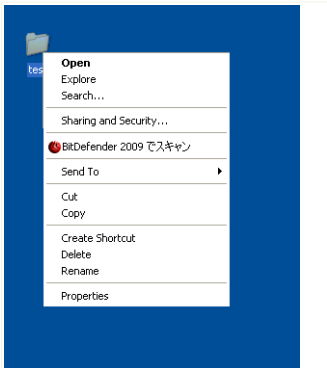 tes
Open
Explore
Search...
Sharing and Security...
BitDefender 2009 でスキャン
Send To
Cut
Copy
Create Shortcut
Delete
Rename
Properties